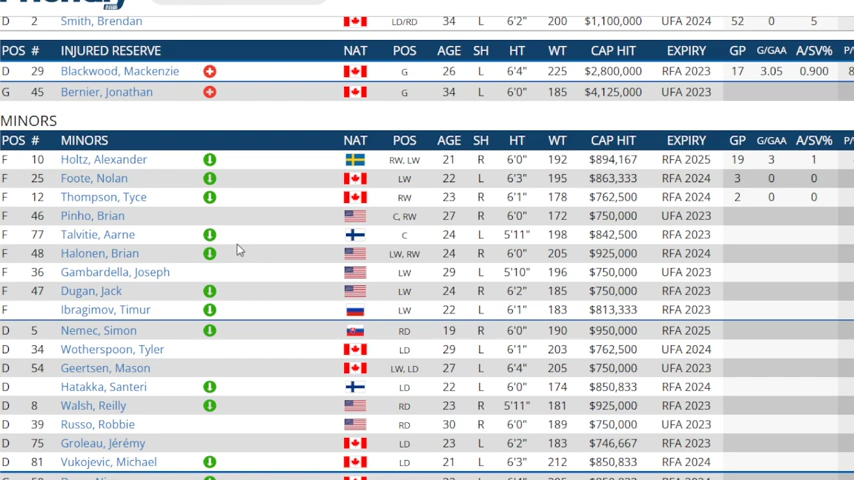 D 2 Smith, Brendan LD/RD 34 L 6'2" 200 $1,100,000 UFA 2024 52 0 5
POS # INJURED RESERVE NAT POS AGE SH HT WT CAP HIT EXPIRY GP G/GAA A/SV%
D 29 Blackwood, Mackenzie G 26 L 6'4" 225 $2,800,000 RFA 2023 17 3.05 0.900
G 45 Bernier, Jonathan G 34 L 6'0" 185 $4,125,000 UFA 2023
MINORS
POS # MINORS NAT POS AGE SH HT WT CAP HIT EXPIRY GP G/GAA A/SV%
F 10 Holtz, Alexander RW, LW 21 R 6'0" 192 $894,167 RFA 2025 19 3 1
F 25 Foote, Nolan LW 22 L 6'3" 195 $863,333 RFA 2024 3 0 0
F 12 Thompson, Tyce RW 23 R 6'1" 178 $762,500 RFA 2024 2 0 0
F 46 Pinho, Brian C, RW 27 R 6'0" 172 $750,000 UFA 2023
F 77 Talvitie, Aarne C 24 L 5'11" 198 $842,500 RFA 2023
F 48 Halonen, Brian LW, RW 24 R 6'0" 205 $925,000 RFA 2024
F 36 Gambardella, Joseph LW 29 L 5'10" 196 $750,000 UFA 2023
F 47 Dugan, Jack LW 24 R 6'2" 185 $750,000 RFA 2023
F Ibragimov, Timur LW 22 L 6'1" 183 $813,333 RFA 2024
D 5 Nemec, Simon RD 19 R 6'0" 190 $950,000 RFA 2025
D 34 Wotherspoon, Tyler LD 29 L 6'1" 203 $762,500 UFA 2024
D 54 Geertsen, Mason LW, LD 27 L 6'4" 205 $750,000 UFA 2023
D Hatakka, Santeri LD 22 L 6'0" 174 $850,833 RFA 2024
D 8 Walsh, Reilly RD 23 R 5'11" 181 $925,000 RFA 2023
D 39 Russo, Robbie RD 30 R 6'0" 189 $750,000 UFA 2023
D 75 Groleau, Jérémy LD 23 L 6'2" 183 $746,667 RFA 2024
D 81 Vukojevic, Michael LD 21 L 6'3" 212 $850,833 RFA 2024